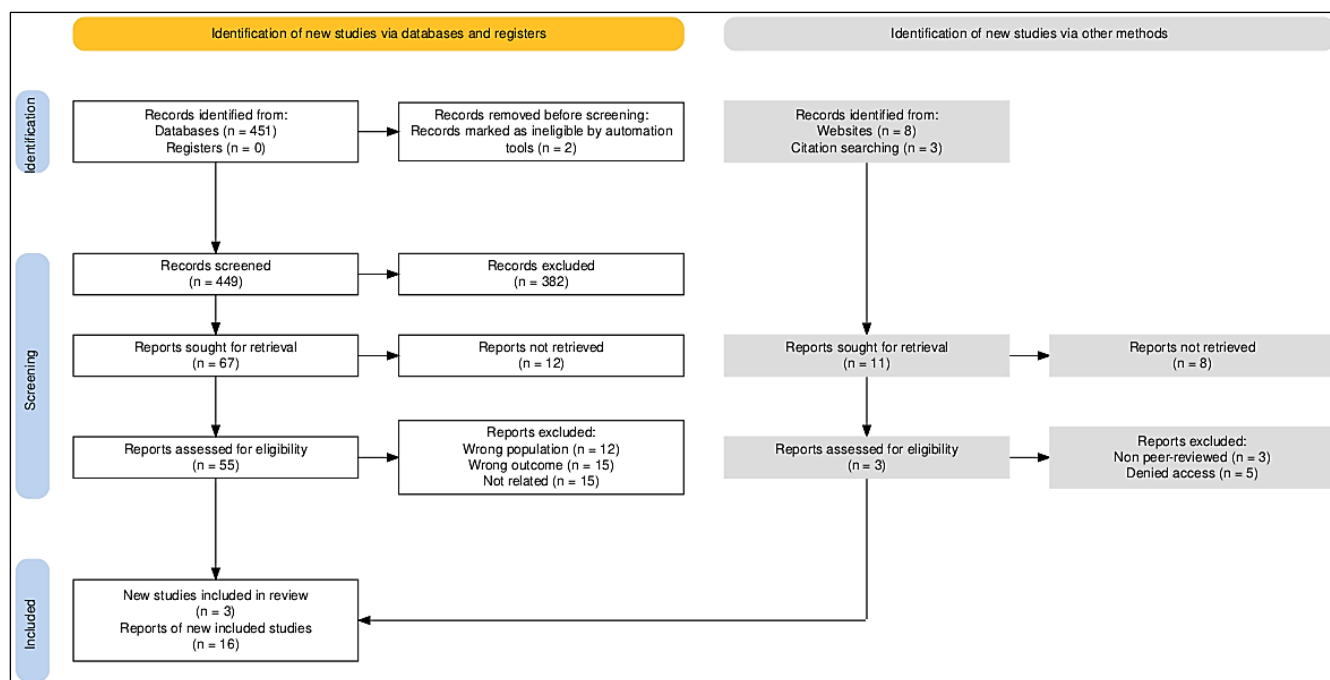 Identification of new studies via databases and registers
Identification of new studies via other methods
Identification
Records identified from:
Databases (n = 451)
Registers (n = 0)
Records removed before screening:
Records marked as ineligible by automation
tools (n = 2)
Records identified from:
Websites (n = 8)
Citation searching (n = 3)
Screening
Records screened
(n = 449)
Records excluded
(n = 382)
Reports sought for retrieval
(n = 67)
Reports not retrieved
(n = 12)
Reports sought for retrieval
(n = 11)
Reports not retrieved
(n = 8)
Reports assessed for eligibility
(n = 55)
Reports excluded:
Wrong population (n = 12)
Wrong outcome (n = 15)
Not related (n = 15)
Reports assessed for eligibility
(n = 3)
Reports excluded:
Non peer-reviewed (n = 3)
Denied access (n = 5)
Included
New studies included in review
(n = 3)
Reports of new included studies
(n = 16)